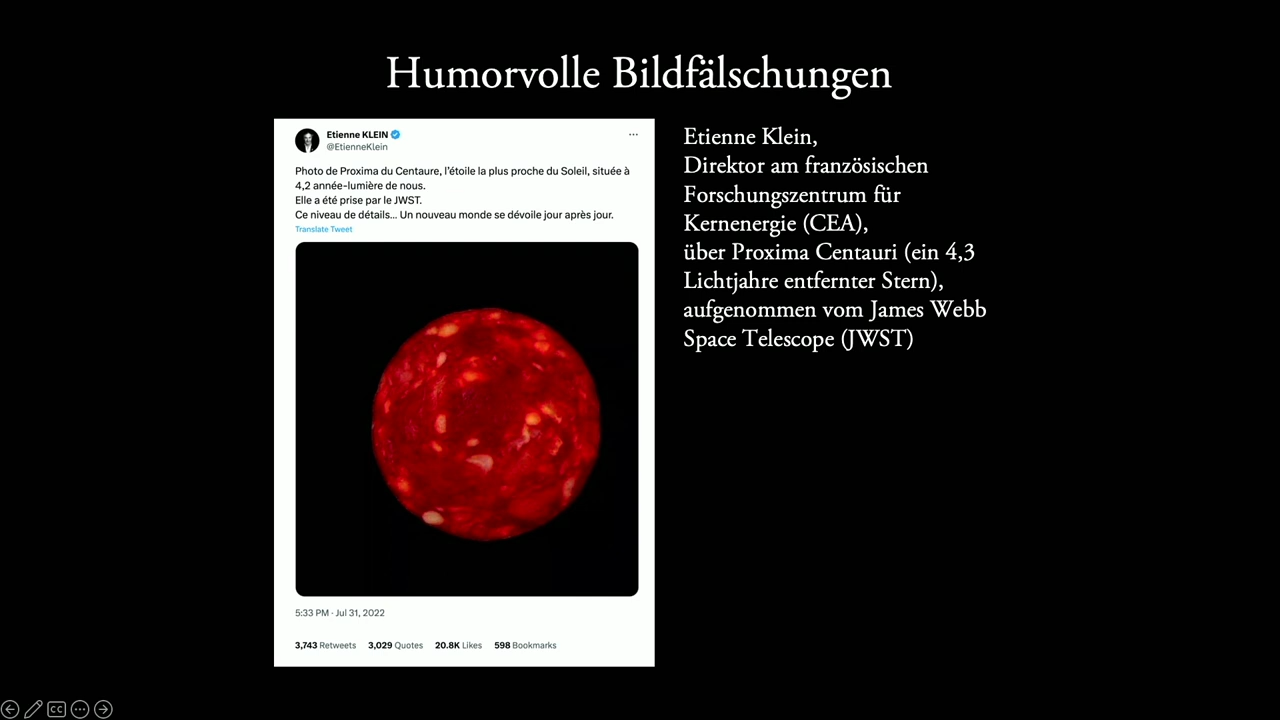 Humorvolle Bildfälschungen
Etienne KLEIN
@EtienneKlein
Photo de Proxima du Centaure, l'étoile la plus proche du Soleil, située à
4,2 année-lumière de nous.
Elle a été prise par le JWST.
Ce niveau de détails... Un nouveau monde se dévoile jour après jour.
Translate Tweet
5:33 PM · Jul 31, 2022
3,743 Retweets 3,029 Quotes 20.8K Likes 598 Bookmarks
Etienne Klein,
Direktor am französischen
Forschungszentrum für
Kernenergie (CEA),
über Proxima Centauri (ein 4,3
Lichtjahre entfernter Stern),
aufgenommen vom James Webb
Space Telescope (JWST)
CC